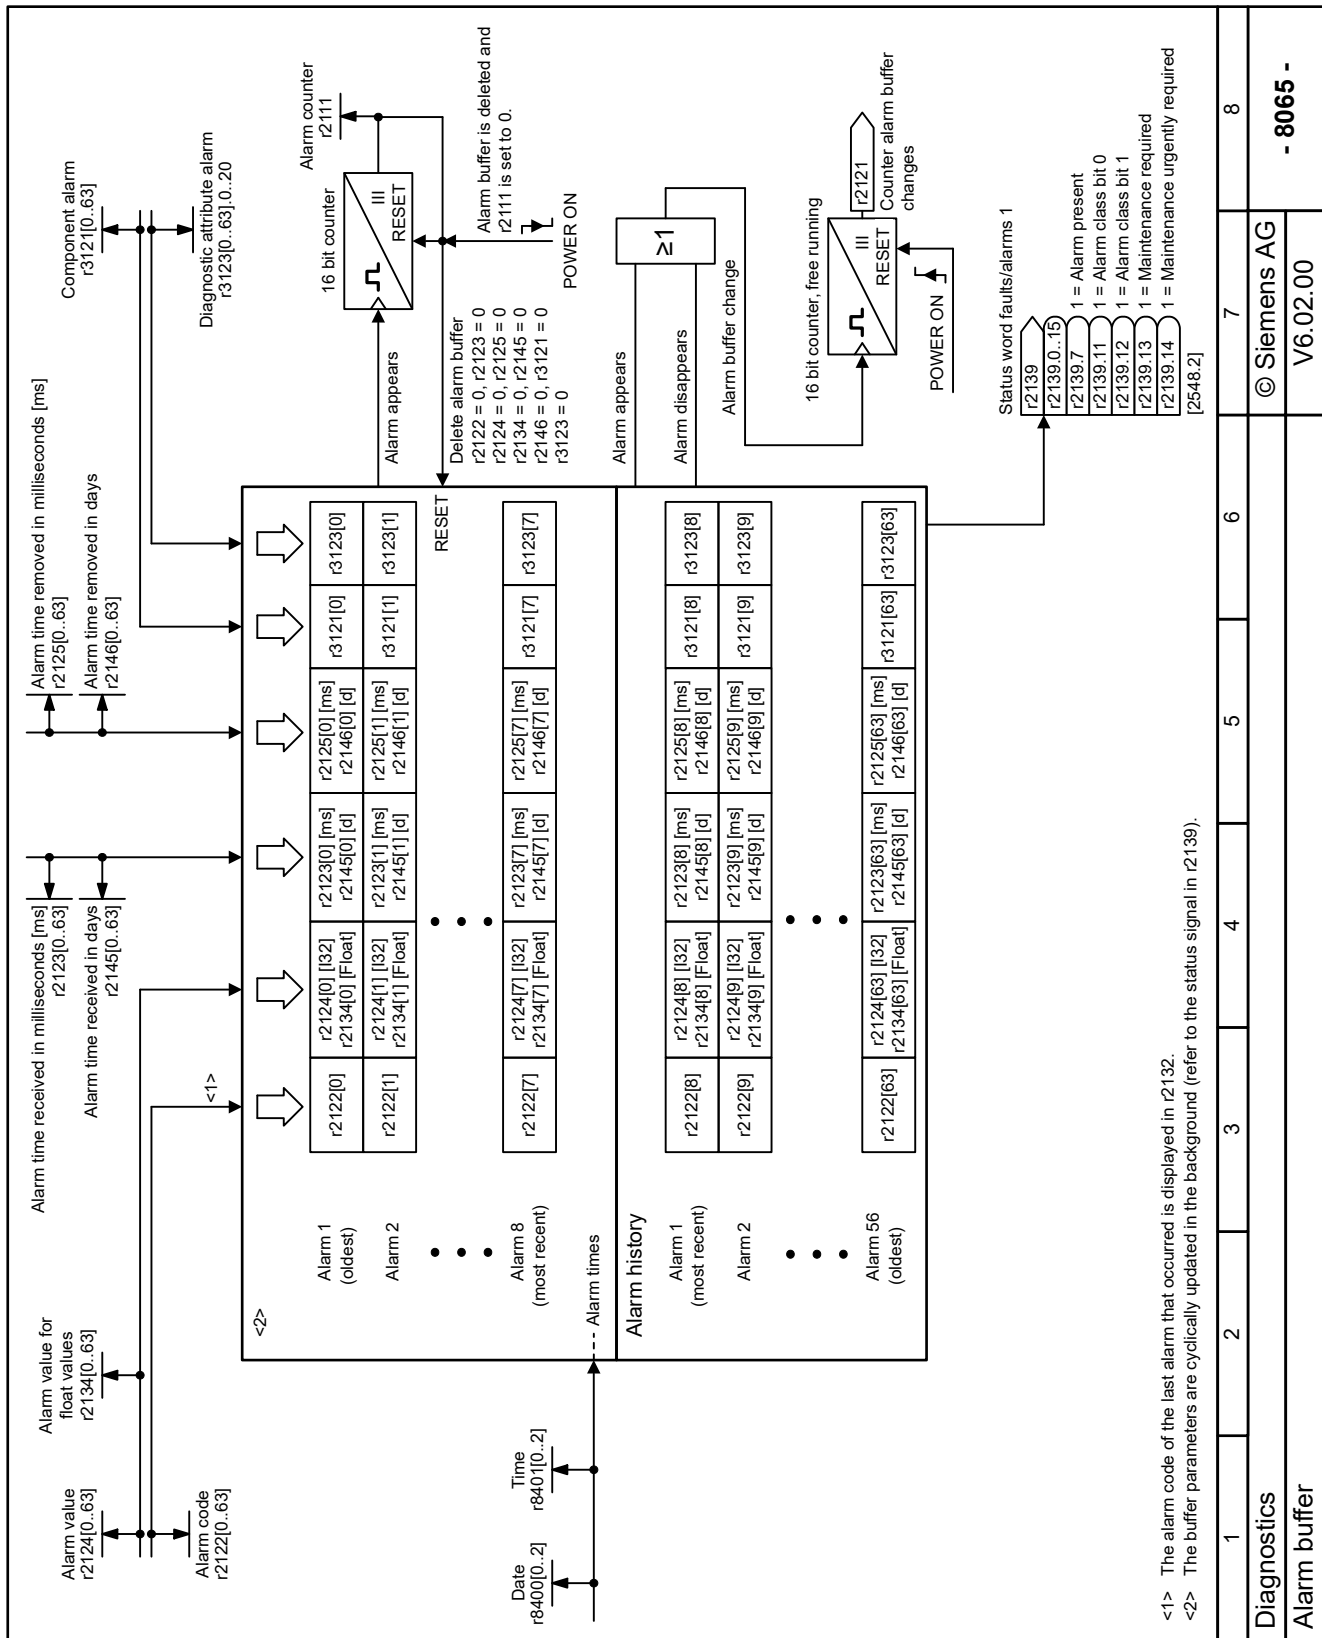 Alarm value
r2124[0..63]
Alarm code
r2122[0..63]
Alarm value for
float values
r2134[0..63]
Alarm time received in milliseconds [ms]
r2123[0..63]
Alarm time received in days
r2145[0..63]
Alarm time removed in milliseconds [ms]
r2125[0..63]
Alarm time removed in days
r2146[0..63]
Component alarm
r3121[0..63]
Diagnostic attribute alarm
r3123[0..63].0..20
<1>
<2>
Alarm 1
(oldest)
r2122[0]
r2124[0] [I32]
r2134[0] [Float]
r2123[0] [ms]
r2145[0] [d]
r2125[0] [ms]
r2146[0] [d]
r3121[0]
r3123[0]
Alarm 2
r2122[1]
r2124[1] [I32]
r2134[1] [Float]
r2123[1] [ms]
r2145[1] [d]
r2125[1] [ms]
r2146[1] [d]
r3121[1]
r3123[1]
RESET
Alarm 8
(most recent)
r2122[7]
r2124[7] [I32]
r2134[7] [Float]
r2123[7] [ms]
r2145[7] [d]
r2125[7] [ms]
r2146[7] [d]
r3121[7]
r3123[7]
Date
r8400[0..2]
Time
r8401[0..2]
Alarm times
Alarm history
Alarm 1
(most recent)
r2122[8]
r2124[8] [I32]
r2134[8] [Float]
r2123[8] [ms]
r2145[8] [d]
r2125[8] [ms]
r2146[8] [d]
r3121[8]
r3123[8]
Alarm 2
r2122[9]
r2124[9] [I32]
r2134[9] [Float]
r2123[9] [ms]
r2145[9] [d]
r2125[9] [ms]
r2146[9] [d]
r3121[9]
r3123[9]
Alarm 56
(oldest)
r2122[63]
r2124[63] [I32]
r2134[63] [Float]
r2123[63] [ms]
r2145[63] [d]
r2125[63] [ms]
r2146[63] [d]
r3121[63]
r3123[63]
Alarm appears
16 bit counter
RESET
Alarm counter
r2111
Delete alarm buffer
r2122 = 0, r2123 = 0
r2124 = 0, r2125 = 0
r2134 = 0, r2145 = 0
r2146 = 0, r3121 = 0
r3123 = 0
Alarm buffer is deleted and
r2111 is set to 0.
POWER ON
Alarm appears
Alarm disappears
≥1
Alarm buffer change
16 bit counter, free running
RESET
r2121
Counter alarm buffer
changes
POWER ON
Status word faults/alarms 1
r2139
r2139.0..15
r2139.7 1 = Alarm present
r2139.11 1 = Alarm class bit 0
r2139.12 1 = Alarm class bit 1
r2139.13 1 = Maintenance required
r2139.14 1 = Maintenance urgently required
[2548.2]
<1> The alarm code of the last alarm that occurred is displayed in r2132.
<2> The buffer parameters are cyclically updated in the background (refer to the status signal in r2139).
1 2 3 4 5 6 7 8
Diagnostics
© Siemens AG
- 8065 -
Alarm buffer
V6.02.00